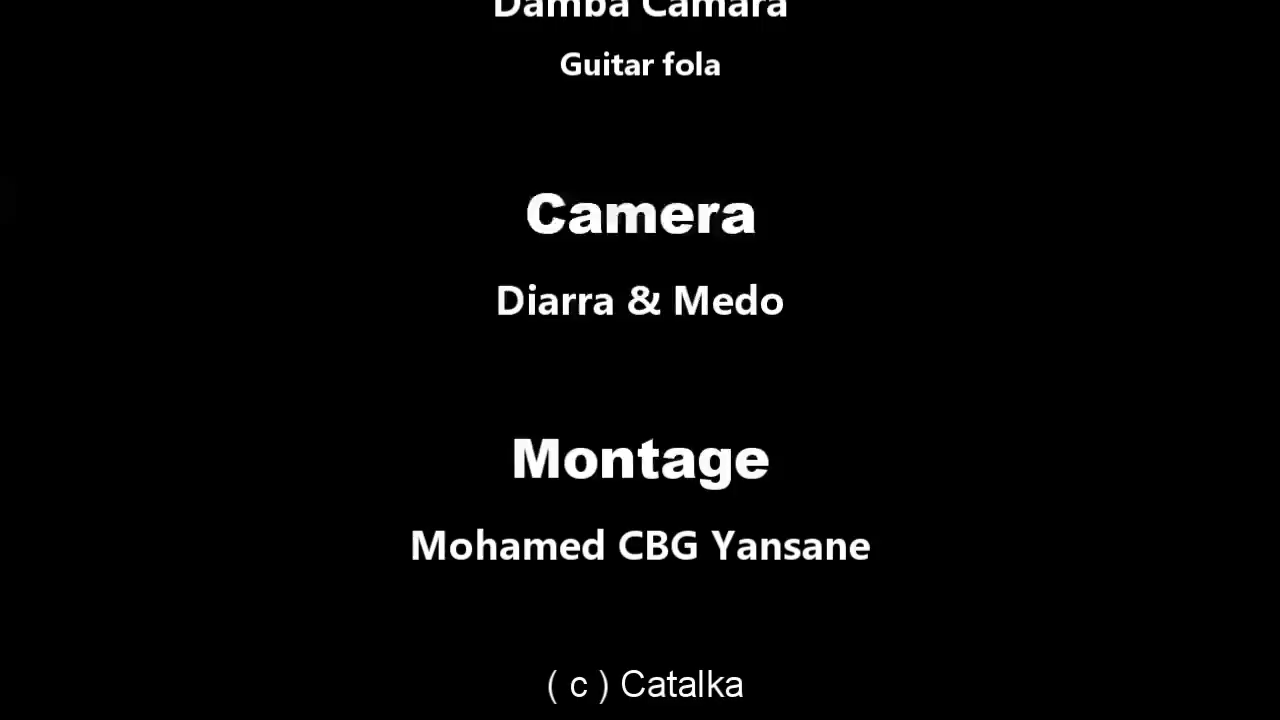 Damba Camara
Guitar fola
Camera
Diarra & Medo
Montage
Mohamed CBG Yansane
( c ) Catalka